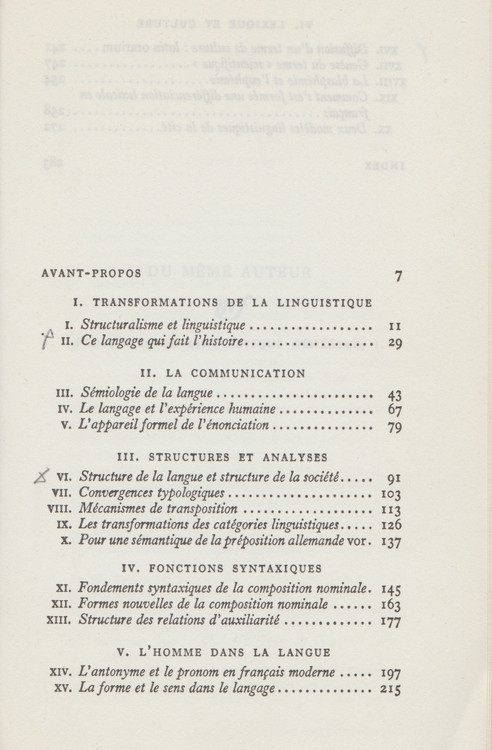 AVANT-PROPOS 7
I. TRANSFORMATIONS DE LA LINGUISTIQUE
I. Structuralisme et linguistique .................. 11
II. Ce langage qui fait l'histoire................... 29
II. LA COMMUNICATION
III. Sémiologie de la langue ....................... 43
IV. Le langage et l'expérience humaine ............. 67
V. L'appareil formel de l'énonciation .............. 79
III. STRUCTURES ET ANALYSES
VI. Structure de la langue et structure de la société..... 91
VII. Convergences typologiques ..................... 103
VIII. Mécanismes de transposition .................. 113
IX. Les transformations des catégories linguistiques..... 126
X. Pour une sémantique de la préposition allemande vor. 137
IV. FONCTIONS SYNTAXIQUES
XI. Fondements syntaxiques de la composition nominale. 145
XII. Formes nouvelles de la composition nominale ...... 163
XIII. Structure des relations d'auxiliarité ............. 177
V. L'HOMME DANS LA LANGUE
XIV. L'antonyme et le pronom en français moderne ..... 197
XV. La forme et le sens dans le langage.............. 215